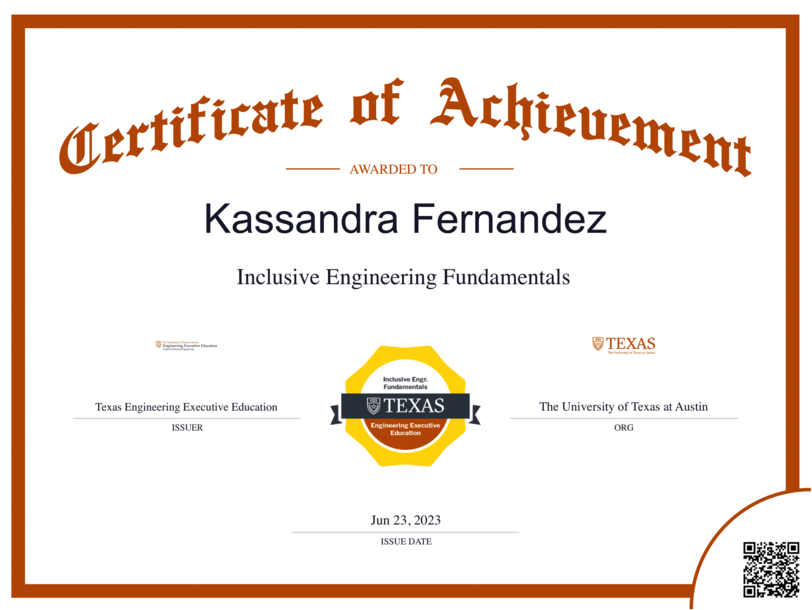 Certificate of Achievement
AWARDED TO
Kassandra Fernandez
Inclusive Engineering Fundamentals
Engineering Executive Education
TEXAS
The University of Texas at Austin
Texas Engineering Executive Education
ISSUER
Inclusive Engr.
Fundamentals
TEXAS
Engineering Executive
Education
The University of Texas at Austin
ORG
Jun 23, 2023
ISSUE DATE